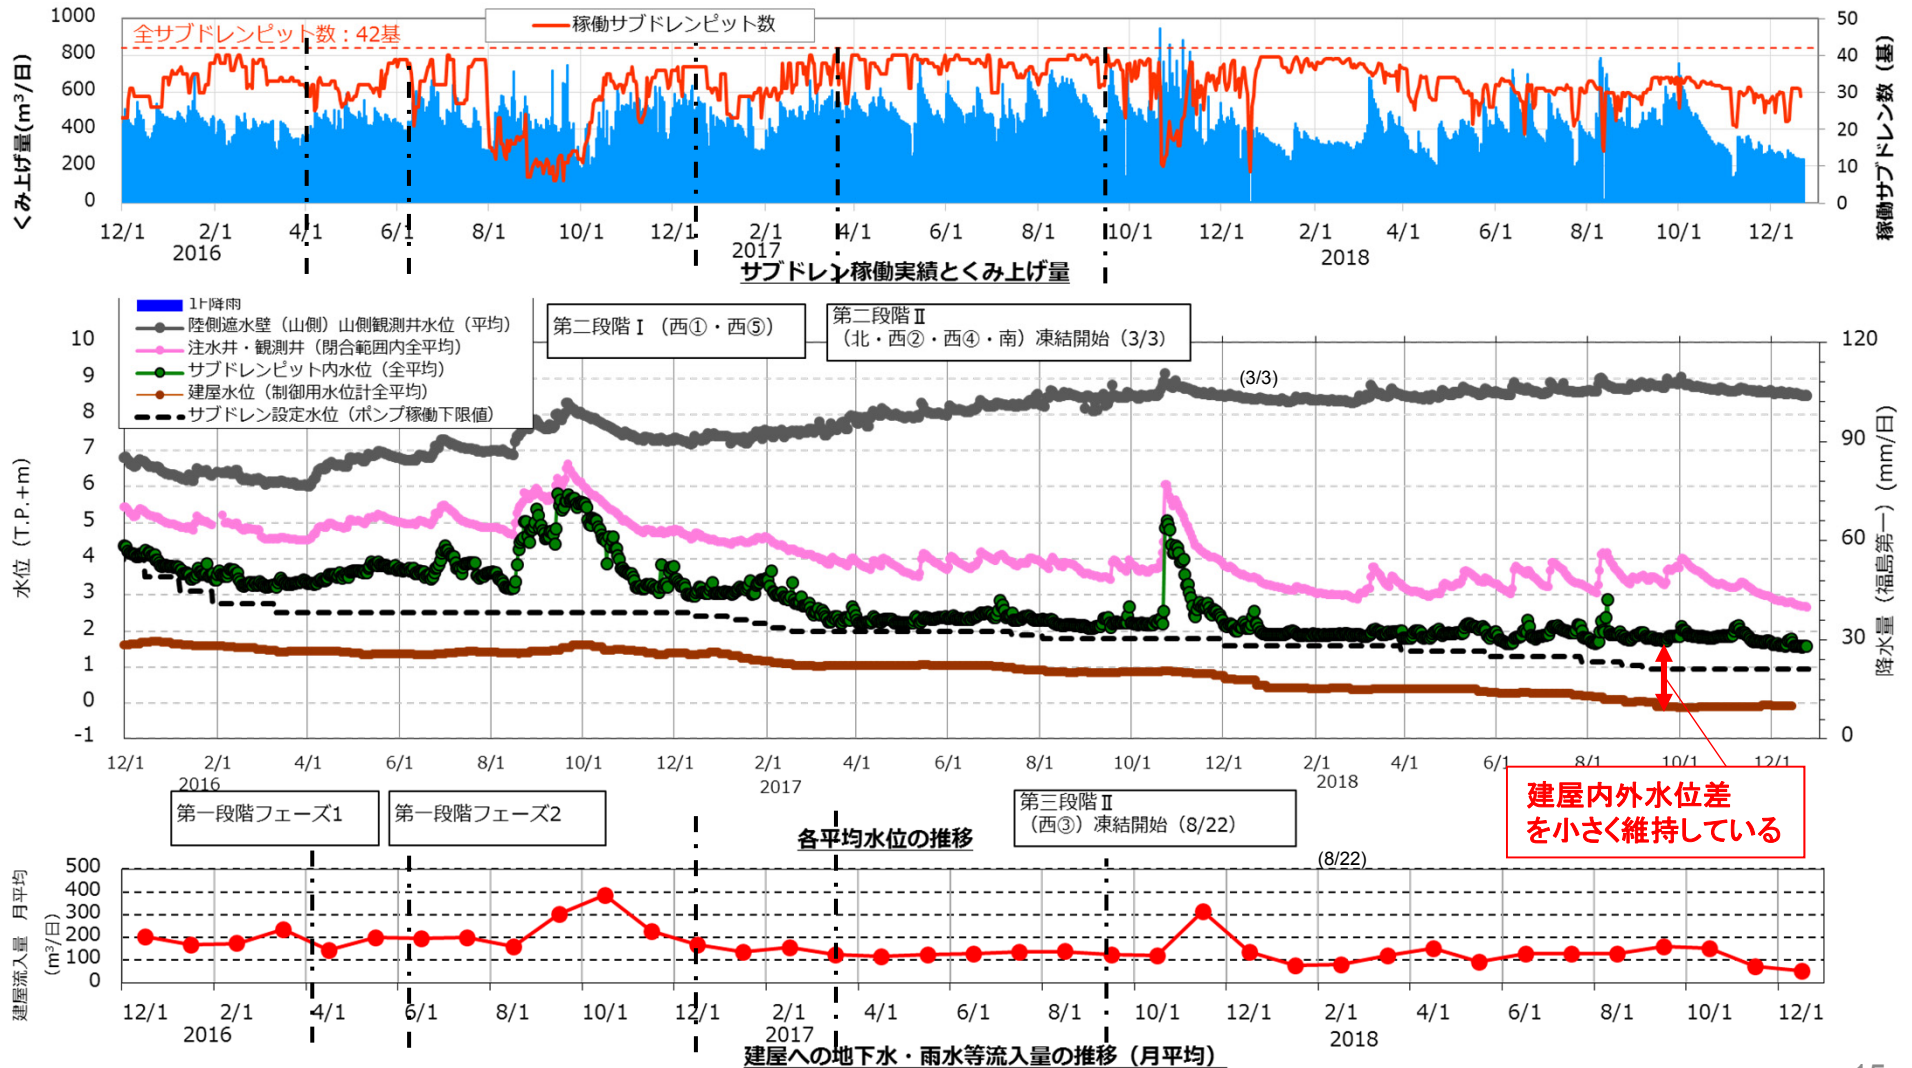 稼働サブドレンピット数
全サブドレンピット数：42基
1000
800
600
400
200
0
くみ上げ量(m³/日)
50
40
30
20
10
0
稼働サブドレン数（基）
12/1 2/1 4/1 6/1 8/1 10/1 12/1 2/1 4/1 6/1 8/1 10/1 12/1 2/1 4/1 6/1 8/1 10/1 12/1
2016 2017 2018
サブドレン稼働実績とくみ上げ量
1F降雨
陸側遮水壁（山側）山側観測井水位（平均）
注水井・観測井（閉合範囲内全平均）
サブドレンピット内水位（全平均）
建屋水位（制御用水位計全平均）
サブドレン設定水位（ポンプ稼働下限値）
第二段階Ⅰ（西①・西⑤）
第二段階Ⅱ
（北・西②・西④・南）凍結開始（3/3）
(3/3)
10
9
8
7
6
5
4
3
2
1
0
-1
水位（T.P.+m）
120
90
60
30
0
降水量（福島第一）(mm/日)
12/1 2/1 4/1 6/1 8/1 10/1 12/1 2/1 4/1 6/1 8/1 10/1 12/1 2/1 4/1 6/1 8/1 10/1 12/1
2016 2017 2018
建屋内外水位差
を小さく維持している
第一段階フェーズ1
第一段階フェーズ2
第三段階Ⅱ
（西③）凍結開始（8/22）
各平均水位の推移
(8/22)
500
400
300
200
100
0
建屋流入量 月平均
(m³/日)
12/1 2/1 4/1 6/1 8/1 10/1 12/1 2/1 4/1 6/1 8/1 10/1 12/1 2/1 4/1 6/1 8/1 10/1 12/1
2016 2017 2018
建屋への地下水・雨水等流入量の推移（月平均）